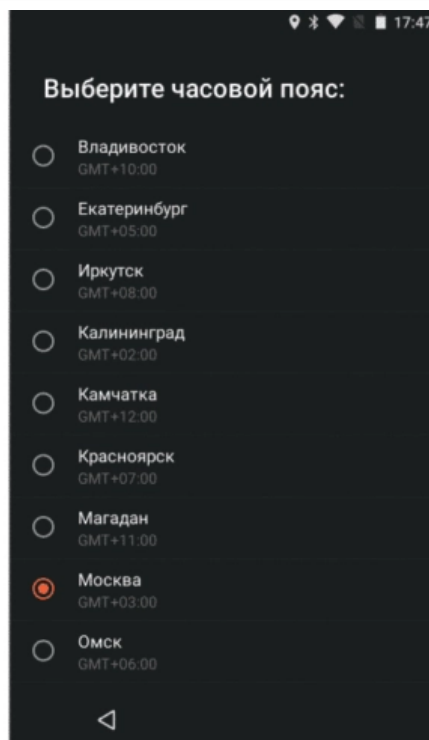 17:47
Выберите часовой пояс:
Владивосток
GMT+10:00
Екатеринбург
GMT+05:00
Иркутск
GMT+08:00
Калининград
GMT+02:00
Камчатка
GMT+12:00
Красноярск
GMT+07:00
Магадан
GMT+11:00
Москва
GMT+03:00
Омск
GMT+06:00